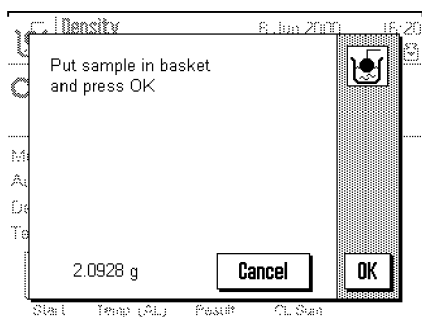 Density 6 Jun 2000 16:20
Put sample in basket
and press OK
2.0928 g Cancel OK
Start Temp (AL) Result CL Sign